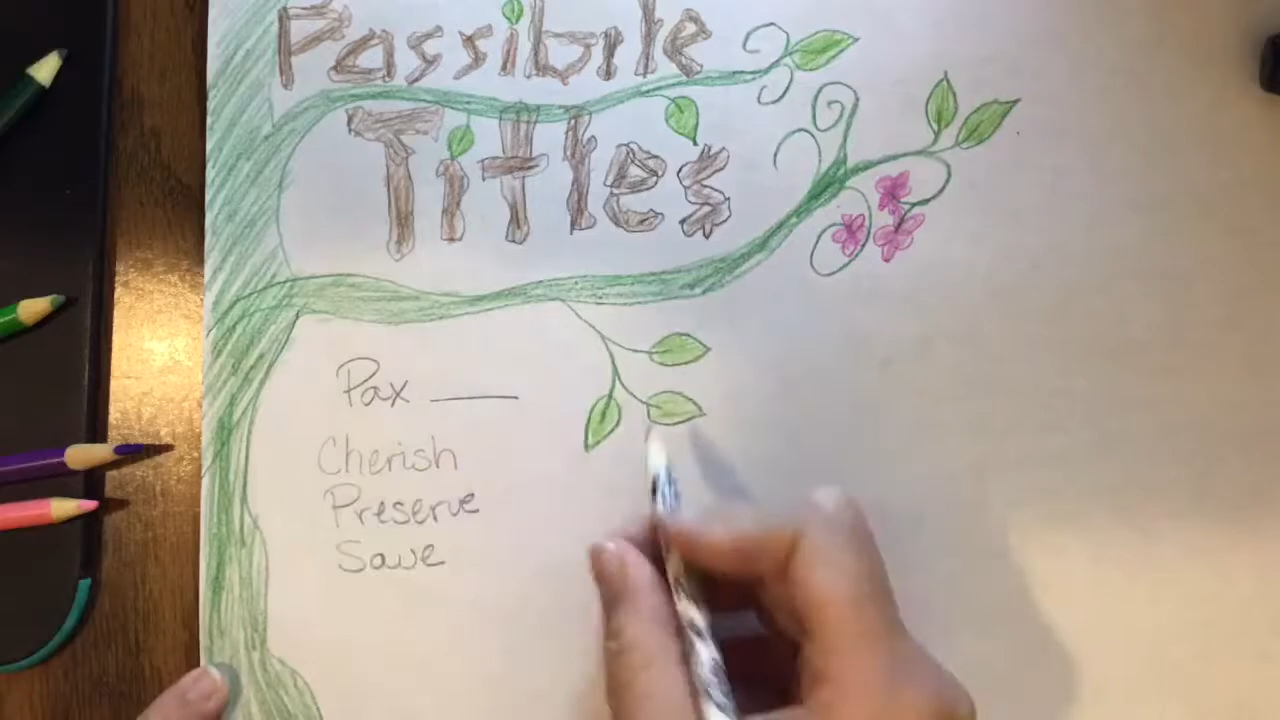 Possible
Titles
Pax ____
Cherish
Preserve
Save